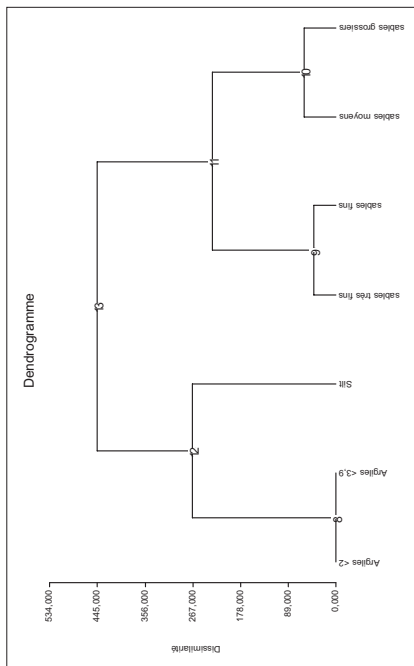 Dendrogramme
Dissimilarité
534,000
445,000
356,000
267,000
178,000
89,000
0,000
13
12
11
10
9
8
Argiles <2
Argiles <3,9
Silt
sables trés fins
sables fins
sables moyens
sables grossiers